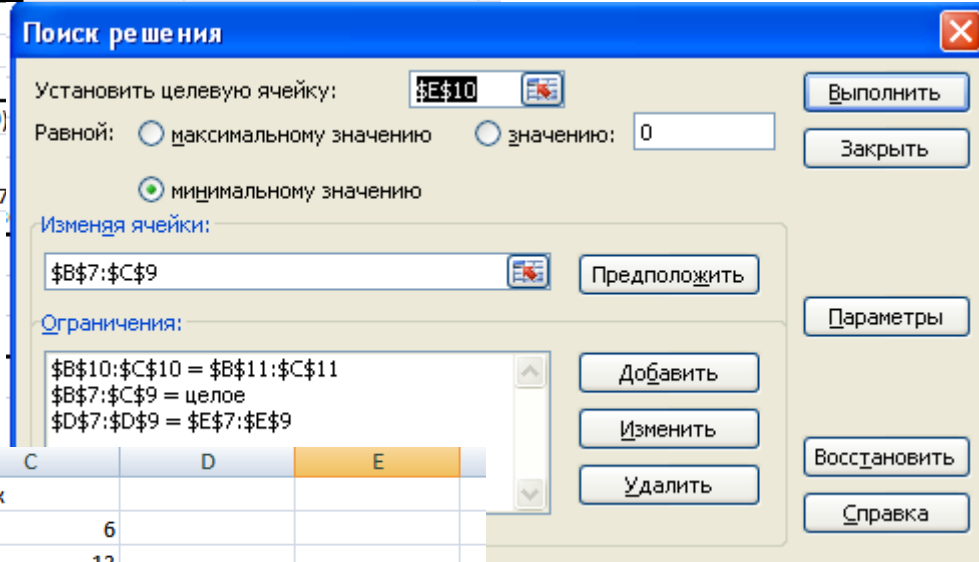 Поиск решения
Установить целевую ячейку: $E$10
Выполнить
Равной: максимальному значению значению: 0
Закрыть
минимальному значению
Изменяя ячейки:
$B$7:$C$9
Предположить
Ограничения:
Параметры
$B$10:$C$10 = $B$11:$C$11
$B$7:$C$9 = целое
$D$7:$D$9 = $E$7:$E$9
Добавить
Изменить
Восстановить
Удалить
Справка
C D E
6